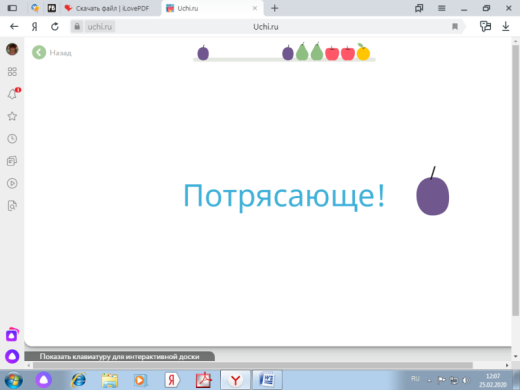 Скачать файл | iLovePDF
Uchi.ru
uchi.ru
Uchi.ru
Назад
Потрясающе!
Показать клавиатуру для интерактивной доски
RU
12:07
25.02.2020